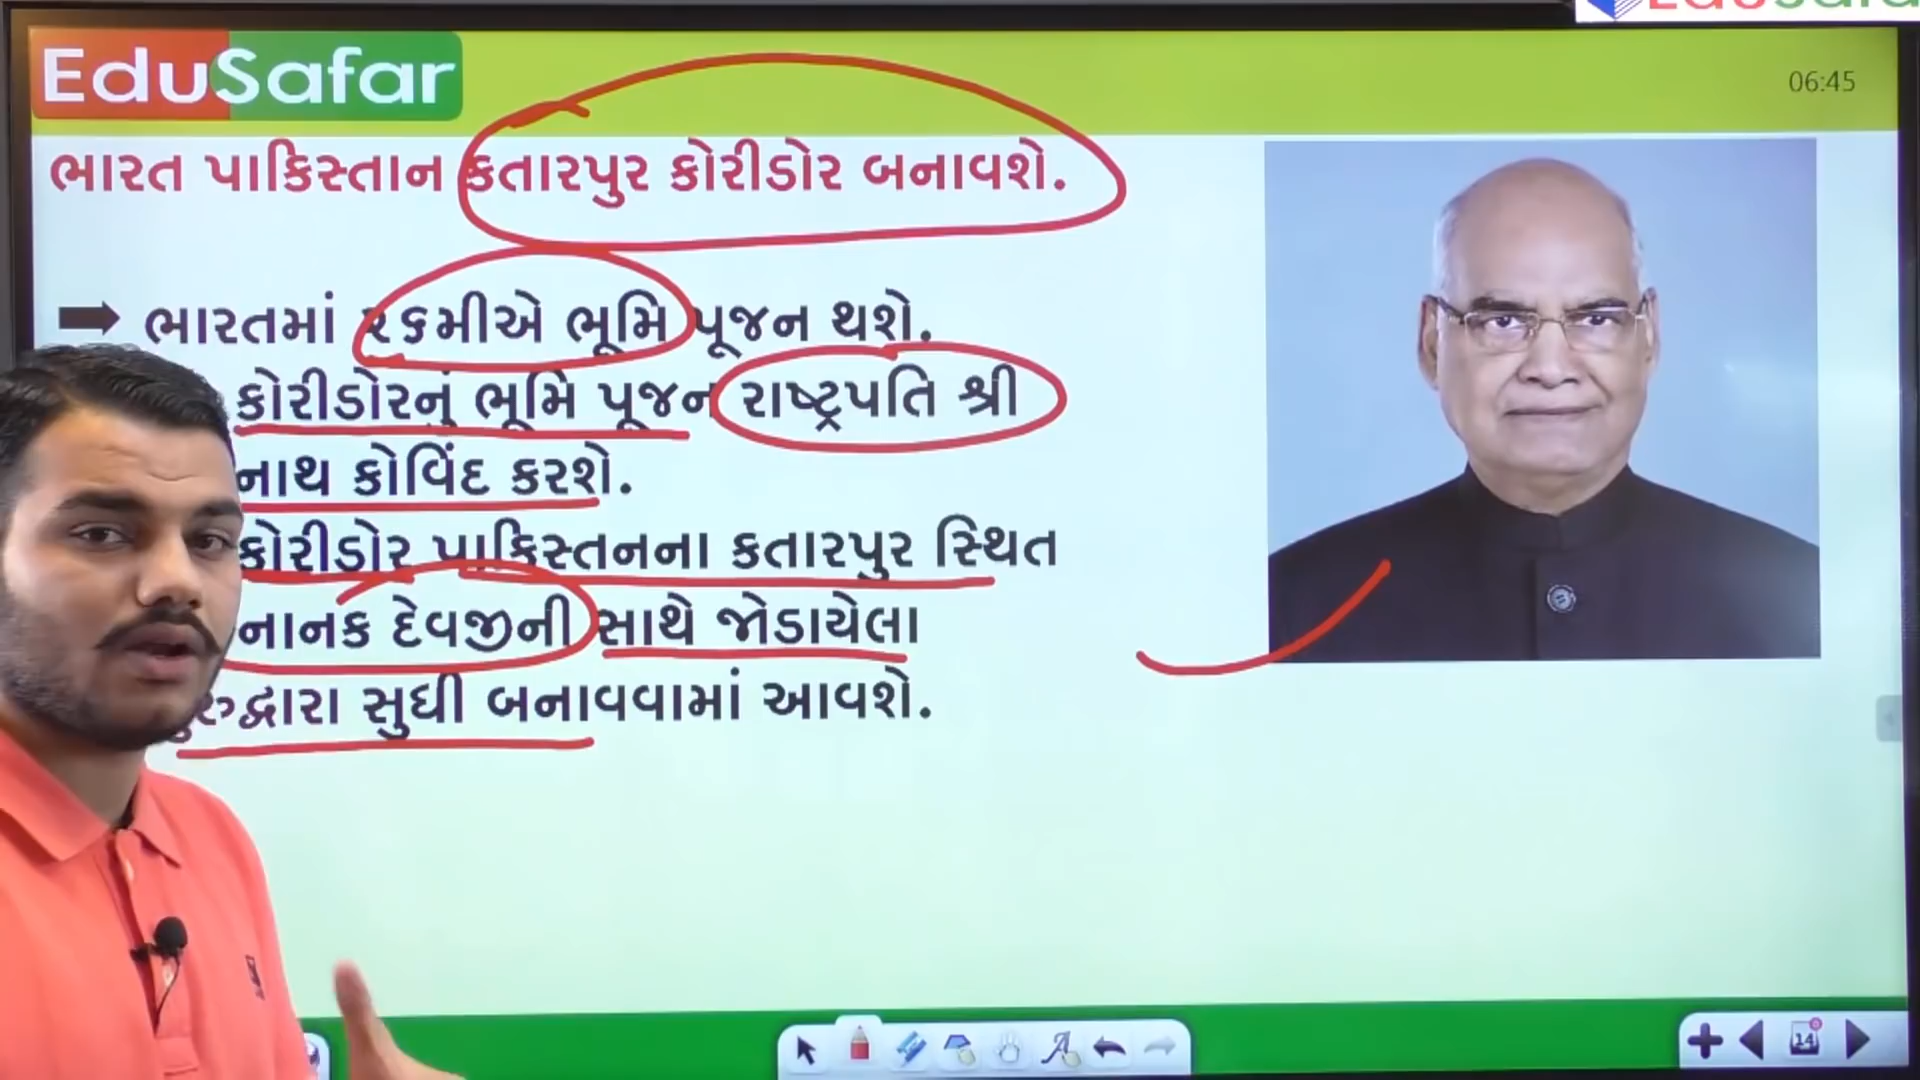 EduSafar
06:45
ભારત પાકિસ્તાન કતારપુર કોરીડોર બનાવશે.
ભારતમાં ૨૬મીએ ભૂમિ પૂજન થશે.
કોરીડોરનું ભૂમિ પૂજન રાષ્ટ્રપતિ શ્રી
નાથ કોવિંદ કરશે.
કોરીડોર પાકિસ્તનના કતારપુર સ્થિત
નાનક દેવજીની સાથે જોડાયેલા
ગુરુદ્વારા સુધી બનાવવામાં આવશે.
14